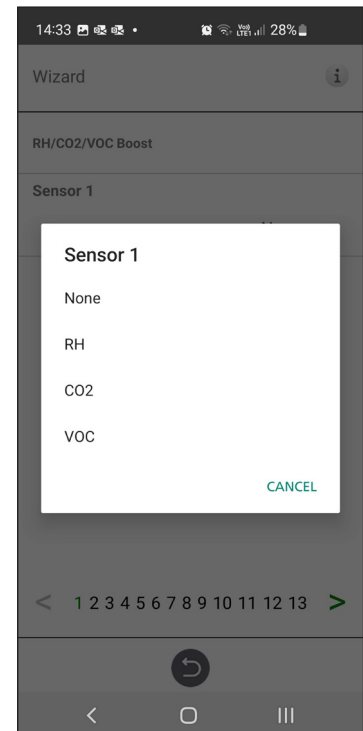 14:33 28%
Wizard
RH/CO2/VOC Boost
Sensor 1
Sensor 1
None
RH
CO2
VOC
CANCEL
< 1 2 3 4 5 6 7 8 9 10 11 12 13 >